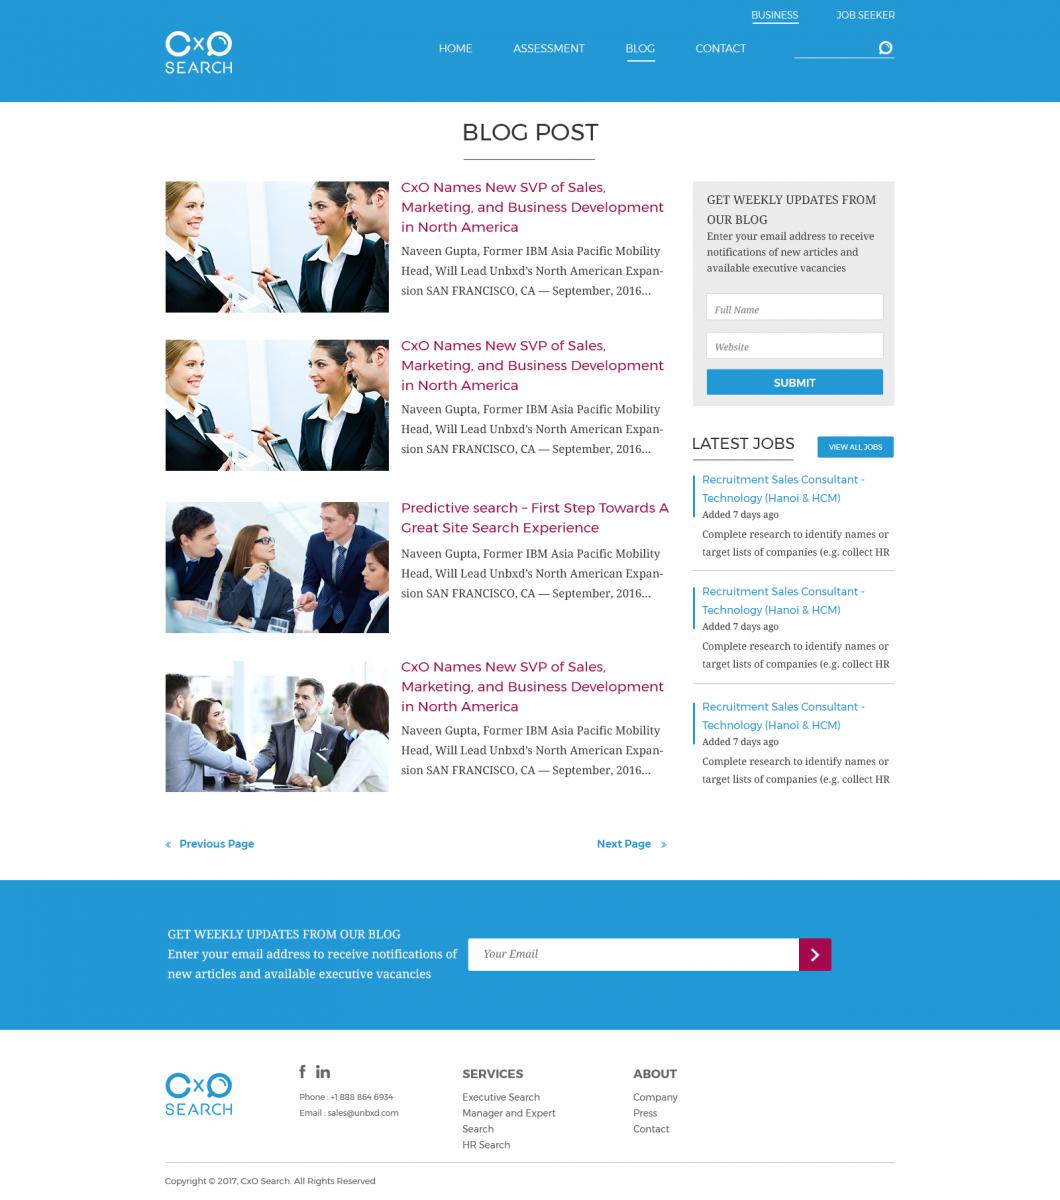 BUSINESS
JOB SEEKER
CxO
SEARCH
HOME
ASSESSMENT
BLOG
CONTACT
BLOG POST
CxO Names New SVP of Sales,
Marketing, and Business Development
in North America
Naveen Gupta, Former IBM Asia Pacific Mobility
Head, Will Lead Unbxd's North American Expan-
sion SAN FRANCISCO, CA — September, 2016...
CxO Names New SVP of Sales,
Marketing, and Business Development
in North America
Naveen Gupta, Former IBM Asia Pacific Mobility
Head, Will Lead Unbxd's North American Expan-
sion SAN FRANCISCO, CA — September, 2016...
Predictive search – First Step Towards A
Great Site Search Experience
Naveen Gupta, Former IBM Asia Pacific Mobility
Head, Will Lead Unbxd's North American Expan-
sion SAN FRANCISCO, CA — September, 2016...
CxO Names New SVP of Sales,
Marketing, and Business Development
in North America
Naveen Gupta, Former IBM Asia Pacific Mobility
Head, Will Lead Unbxd's North American Expan-
sion SAN FRANCISCO, CA — September, 2016...
« Previous Page
Next Page »
GET WEEKLY UPDATES FROM
OUR BLOG
Enter your email address to receive
notifications of new articles and
available executive vacancies
Full Name
Website
SUBMIT
LATEST JOBS
VIEW ALL JOBS
Recruitment Sales Consultant -
Technology (Hanoi & HCM)
Added 7 days ago
Complete research to identify names or
target lists of companies (e.g. collect HR
Recruitment Sales Consultant -
Technology (Hanoi & HCM)
Added 7 days ago
Complete research to identify names or
target lists of companies (e.g. collect HR
Recruitment Sales Consultant -
Technology (Hanoi & HCM)
Added 7 days ago
Complete research to identify names or
target lists of companies (e.g. collect HR
GET WEEKLY UPDATES FROM OUR BLOG
Enter your email address to receive notifications of
new articles and available executive vacancies
Your Email
CxO
SEARCH
f in
Phone : +1 888 864 6934
Email : sales@unbxd.com
SERVICES
Executive Search
Manager and Expert
Search
HR Search
ABOUT
Company
Press
Contact
Copyright © 2017, CxO Search. All Rights Reserved